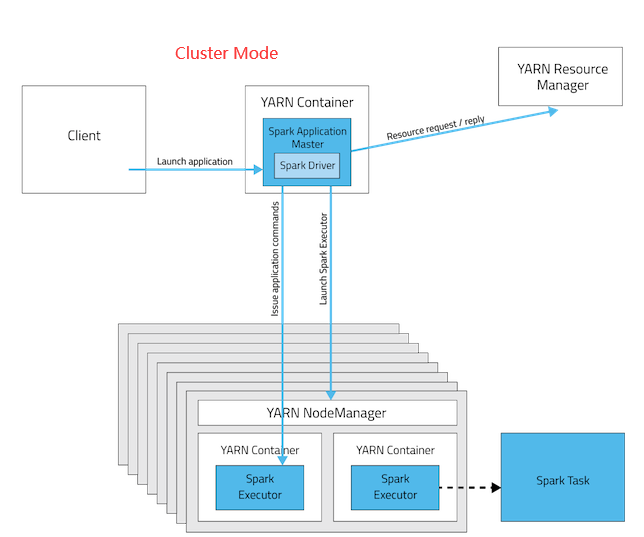 Cluster Mode
YARN Resource
Manager
Client
YARN Container
Spark Application
Master
Spark Driver
Launch application
Resource request / reply
Issue application commands
Launch Spark Executor
YARN NodeManager
YARN Container
Spark
Executor
YARN Container
Spark
Executor
Spark Task